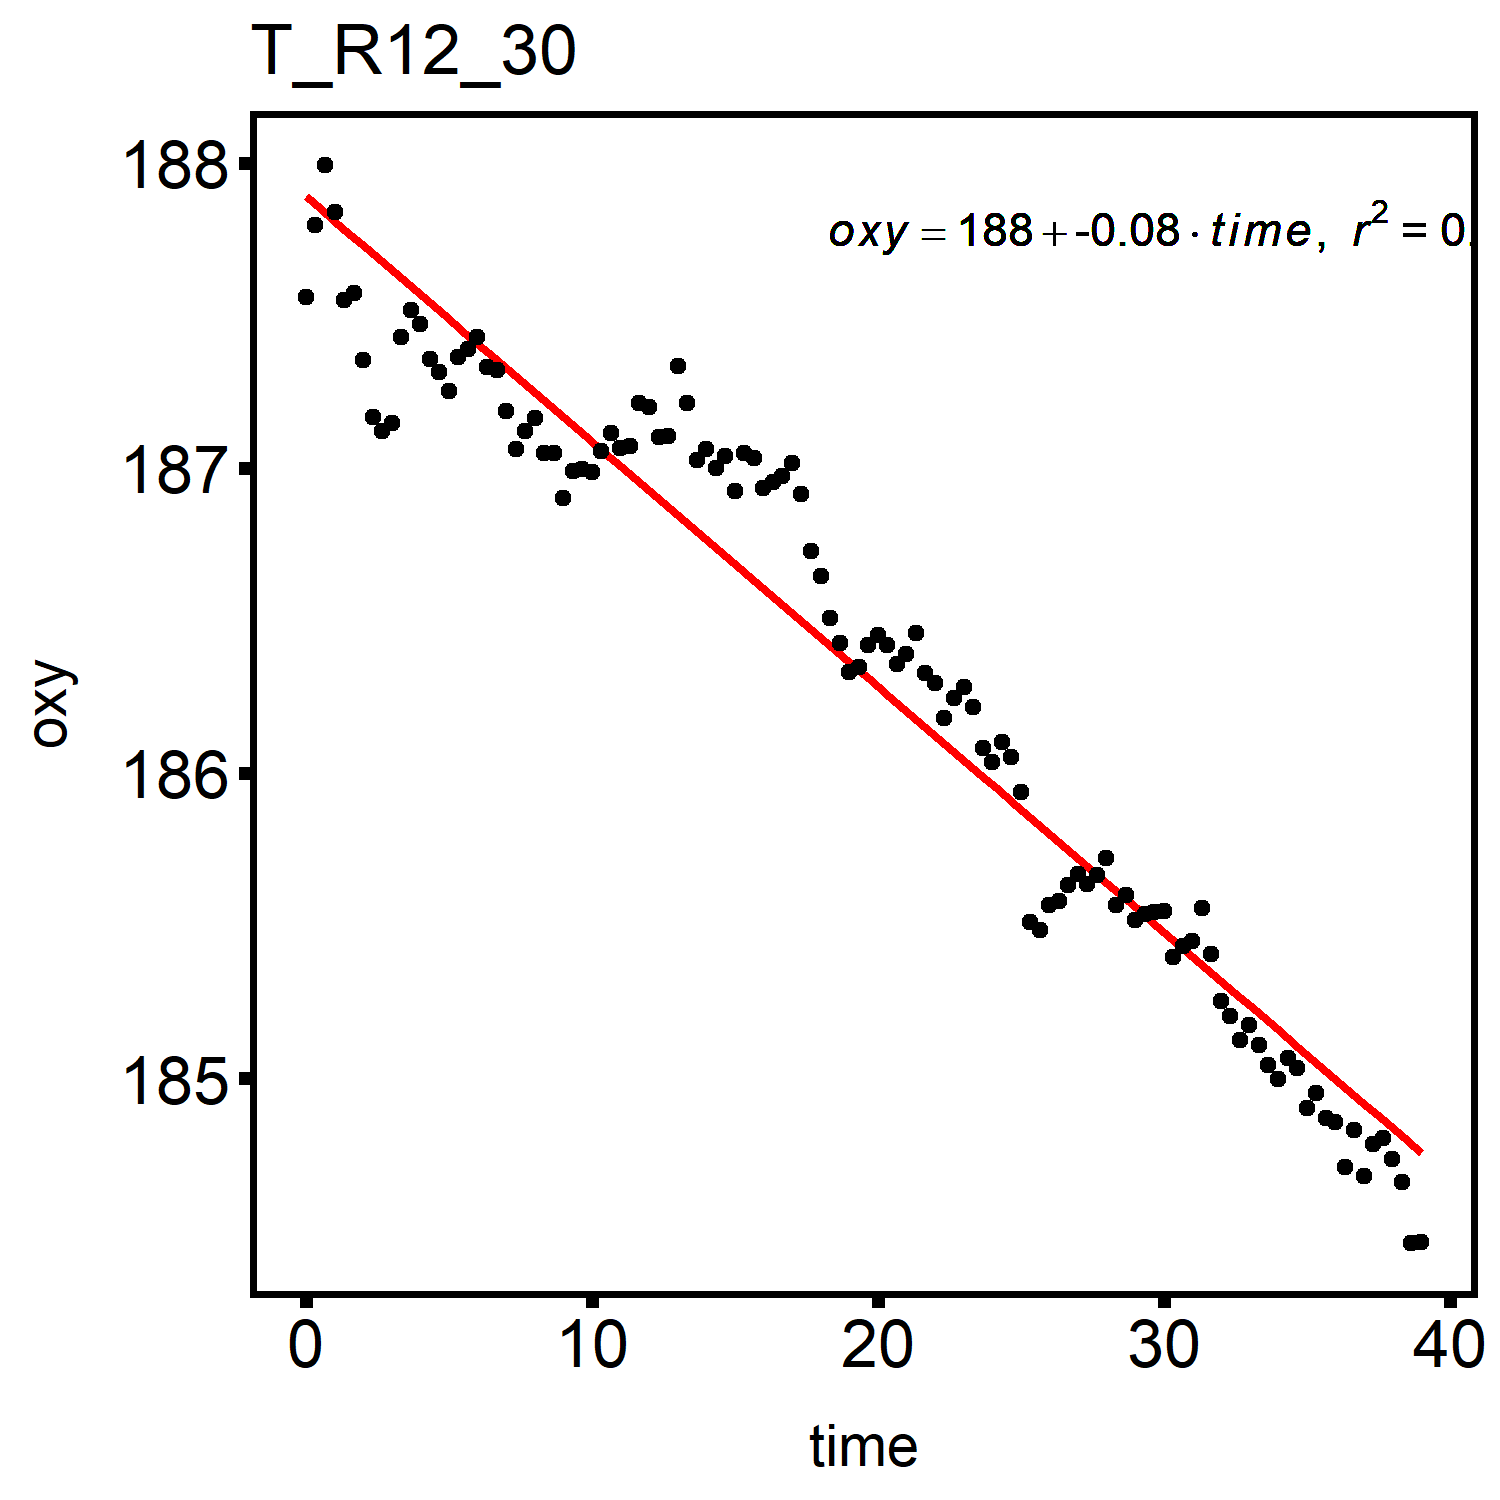 T_R12_30
oxy = 188 + -0.08 · time, r² = 0.
188
187
186
185
oxy
0 10 20 30 40
time